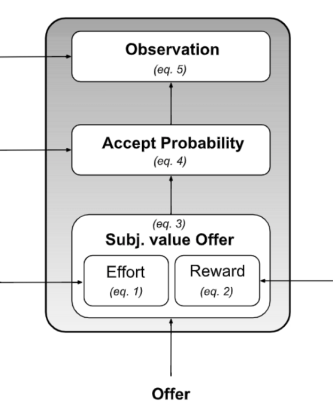 Observation
(eq. 5)
Accept Probability
(eq. 4)
(eq. 3)
Subj. value Offer
Effort
(eq. 1)
Reward
(eq. 2)
Offer